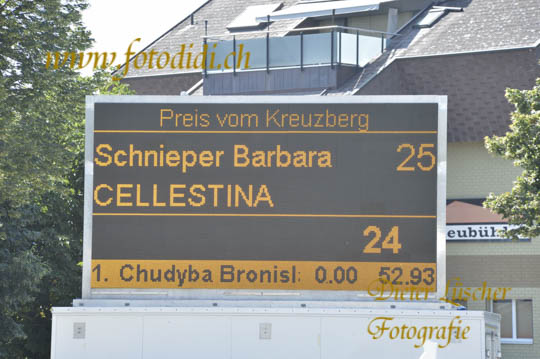 www.fotodidi.ch
Preis vom Kreuzberg
Schnieper Barbara 25
CELLESTINA
24
1. Chudyba Bronisl: 0.00 52.93
eubüh
Dieter Lüscher
Fotografie